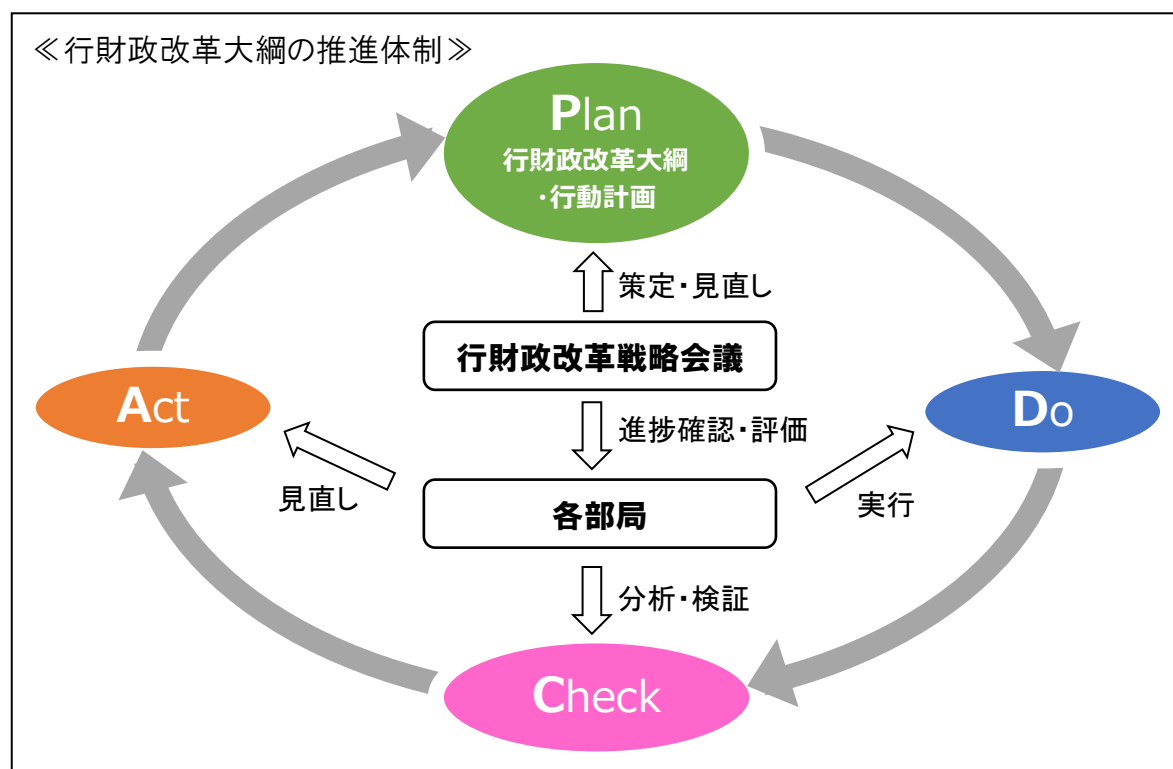 ≪行財政改革大綱の推進体制≫
Plan
行財政改革大綱
・行動計画
策定・見直し
行財政改革戦略会議
Act
Do
進捗確認・評価
見直し
各部局
実行
分析・検証
Check